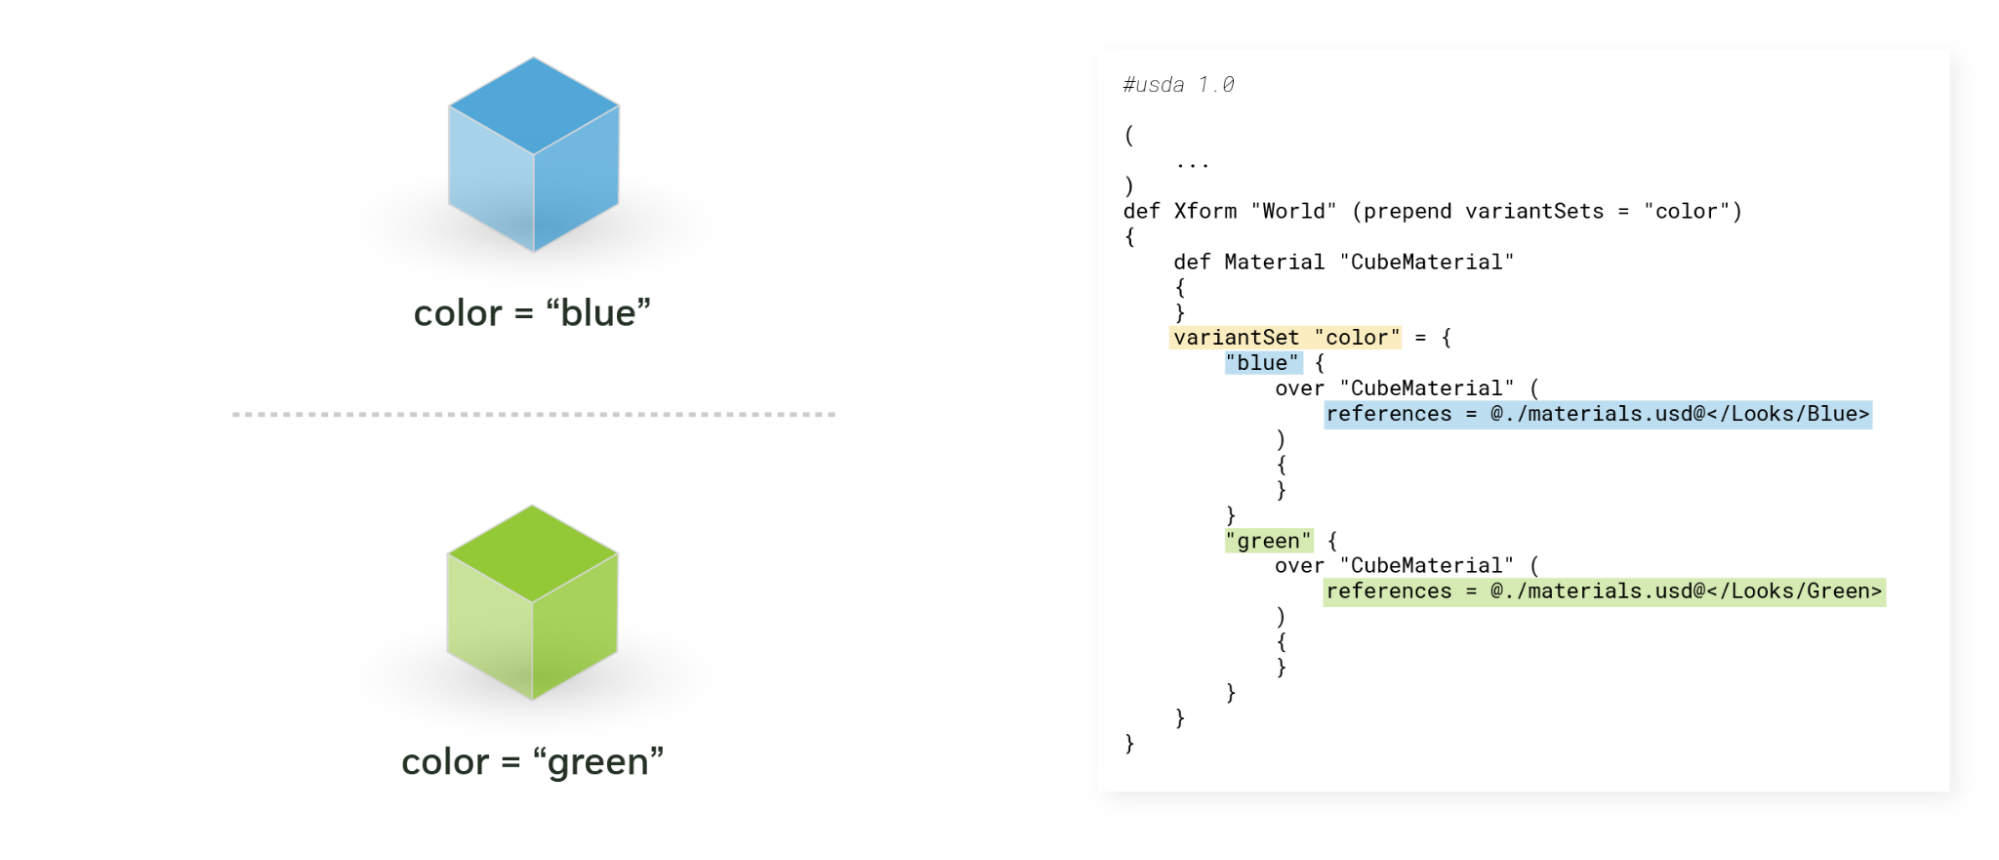 color = “blue”
color = “green”
#usda 1.0
(
    ...
)
def Xform "World" (prepend variantSets = "color")
{
    def Material "CubeMaterial"
    {
    }
    variantSet "color" = {
        "blue" {
            over "CubeMaterial" (
                references = @./materials.usd@</Looks/Blue>
            )
            {
            }
        }
        "green" {
            over "CubeMaterial" (
                references = @./materials.usd@</Looks/Green>
            )
            {
            }
        }
    }
}